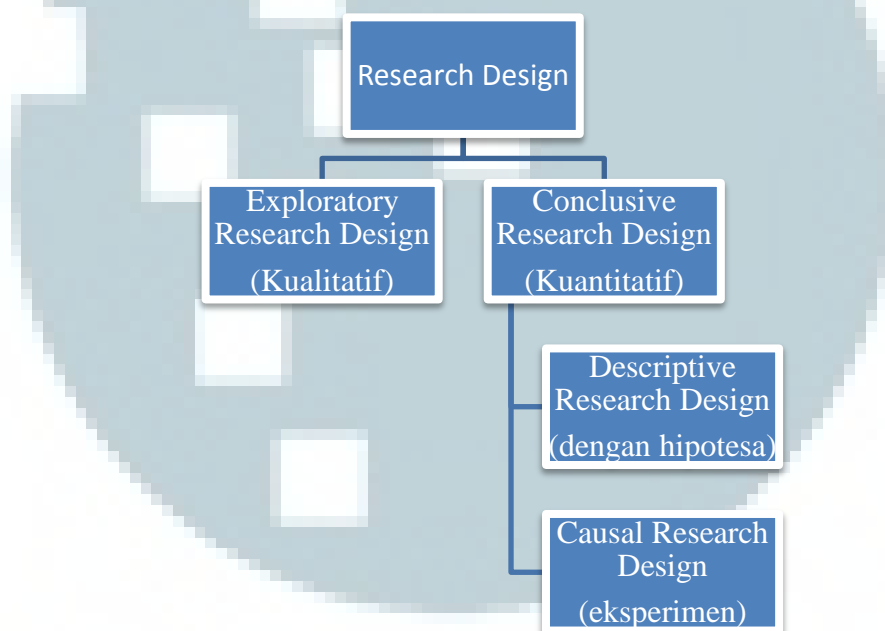 Research Design
Exploratory
Research Design
(Kualitatif)
Conclusive
Research Design
(Kuantitatif)
Descriptive
Research Design
(dengan hipotesa)
Causal Research
Design
(eksperimen)